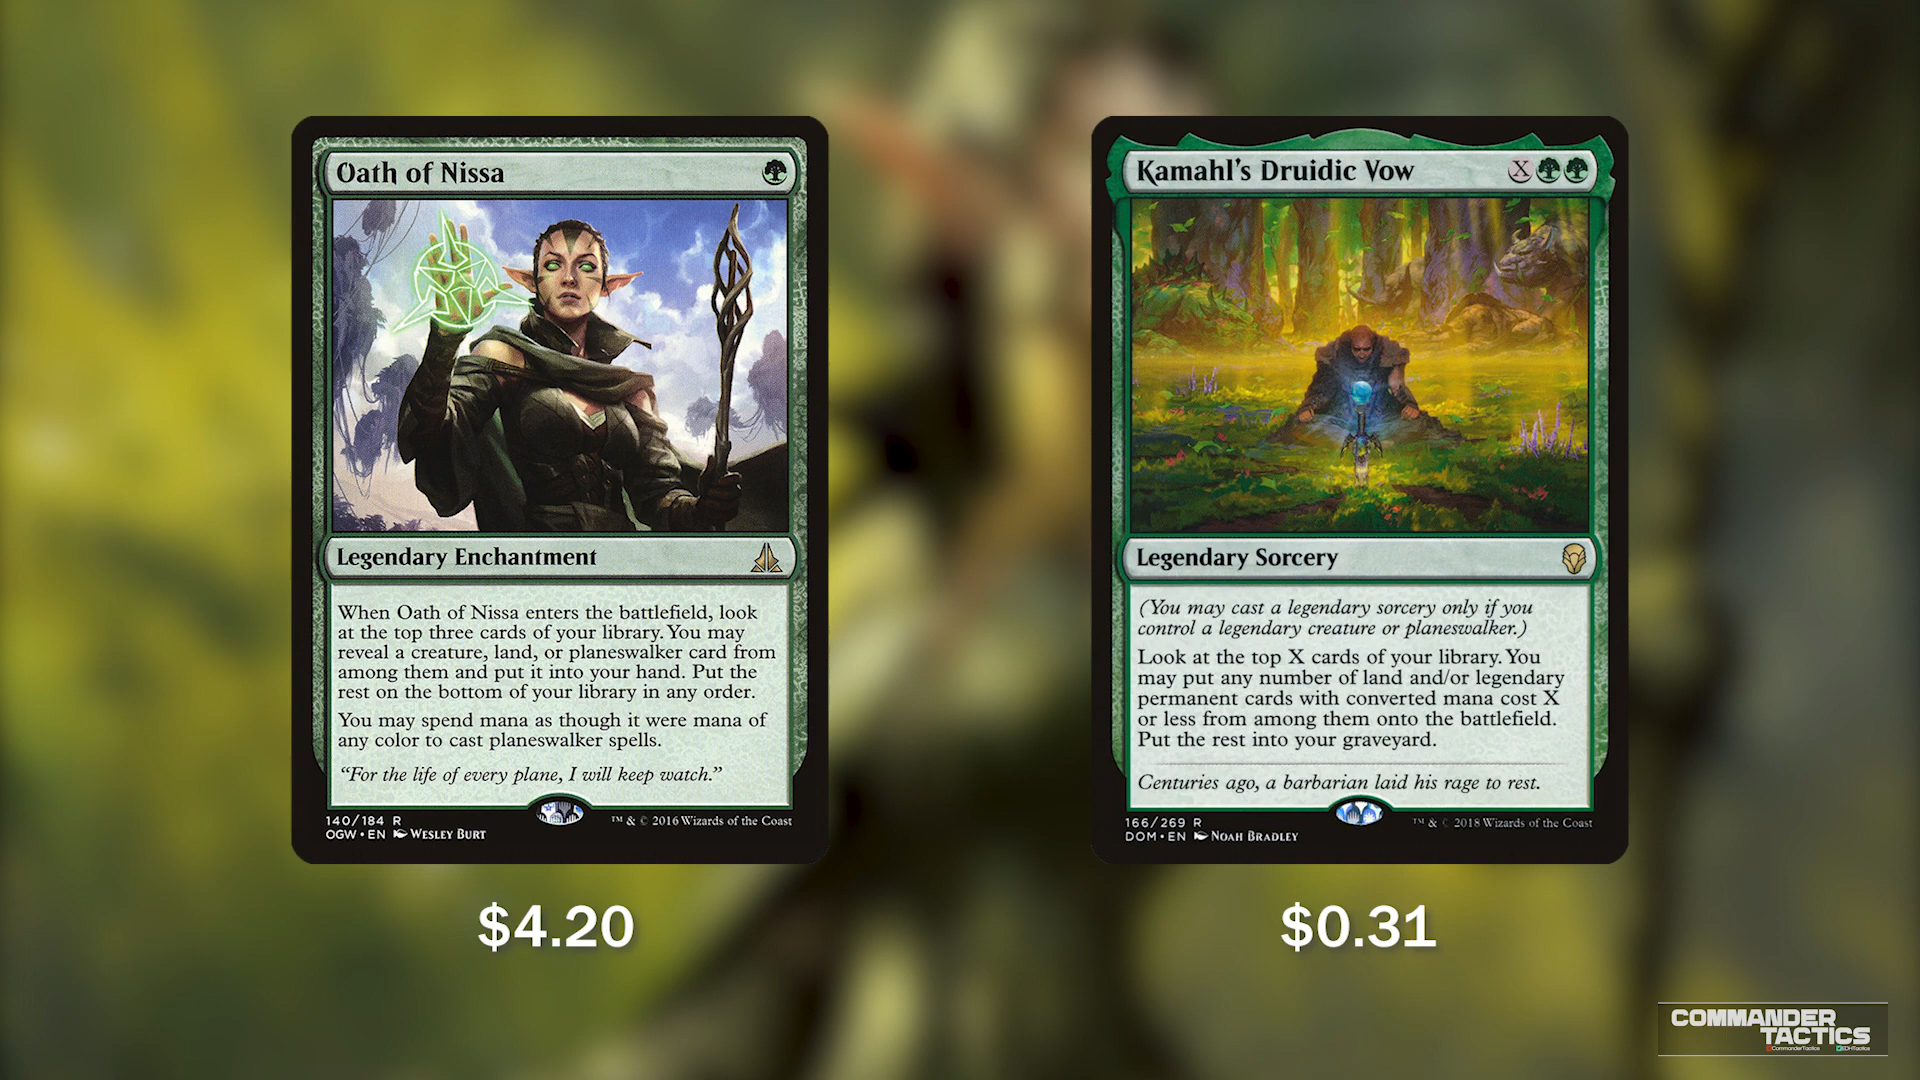 Oath of Nissa
Legendary Enchantment
When Oath of Nissa enters the battlefield, look
at the top three cards of your library. You may
reveal a creature, land, or planeswalker card from
among them and put it into your hand. Put the
rest on the bottom of your library in any order.
You may spend mana as though it were mana of
any color to cast planeswalker spells.
“For the life of every plane, I will keep watch.”
140/184 R
OGW • EN Wesley Burt
™ & © 2016 Wizards of the Coast
$4.20
Kamahl's Druidic Vow
X
Legendary Sorcery
(You may cast a legendary sorcery only if you
control a legendary creature or planeswalker.)
Look at the top X cards of your library. You
may put any number of land and/or legendary
permanent cards with converted mana cost X
or less from among them onto the battlefield.
Put the rest into your graveyard.
Centuries ago, a barbarian laid his rage to rest.
166/269 R
DOM • EN Noah Bradley
™ & © 2018 Wizards of the Coast
$0.31
COMMANDER
TACTICS
CommanderTactics
EDHTactics